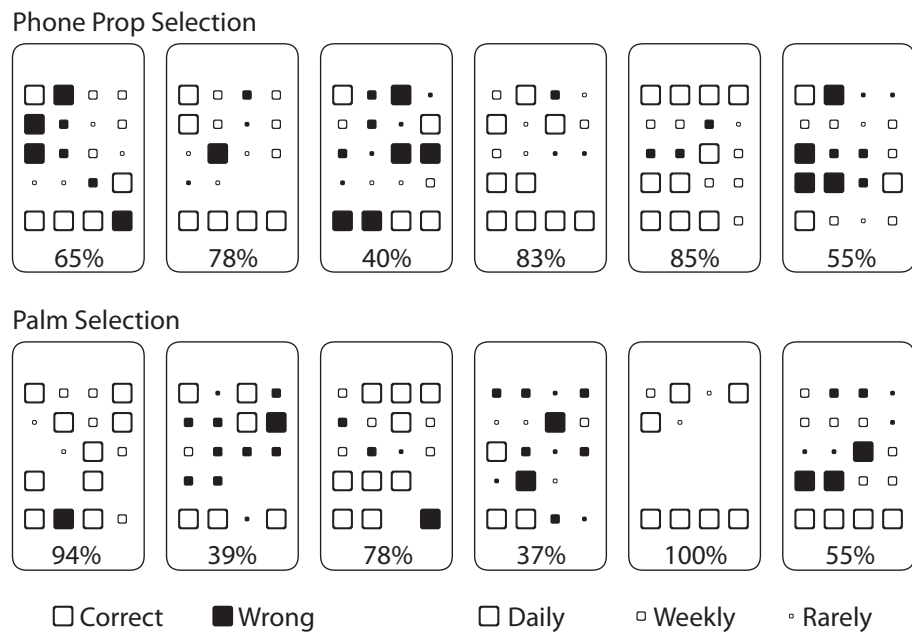 Phone Prop Selection
65% 78% 40% 83% 85% 55%
Palm Selection
94% 39% 78% 37% 100% 55%
Correct Wrong Daily Weekly Rarely